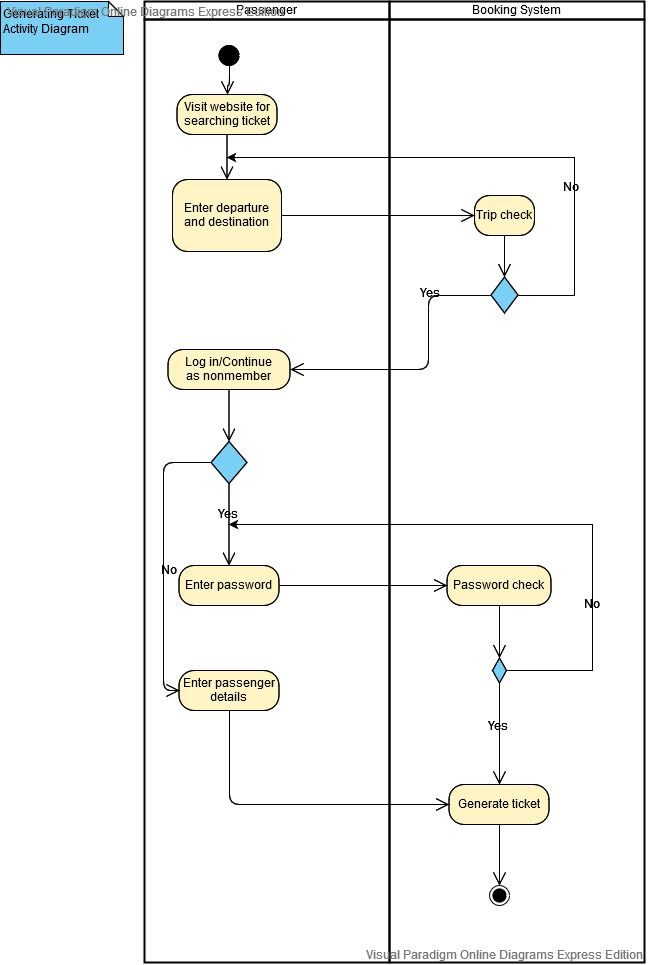 Visual Paradigm Online Diagrams Express Edition
Generating Ticket
Activity Diagram
Passenger
Booking System
Visit website for
searching ticket
No
Enter departure
and destination
Trip check
Yes
Log in/Continue
as nonmember
Yes
No
Enter password
Password check
No
Enter passenger
details
Yes
Generate ticket
Visual Paradigm Online Diagrams Express Edition